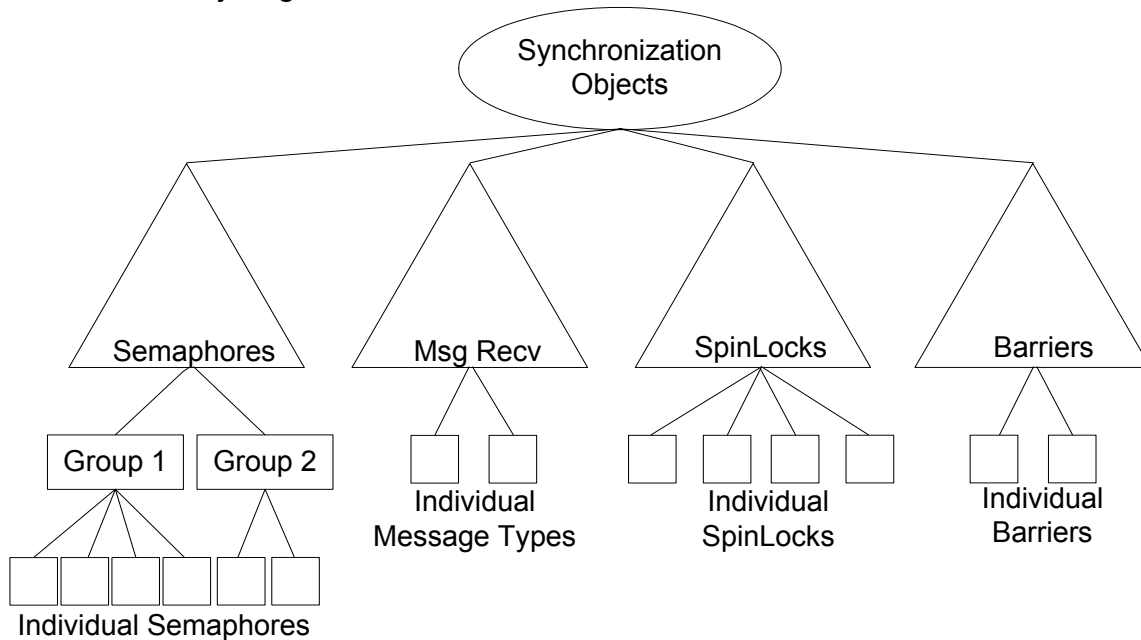 Synchronization
Objects
Semaphores
Msg Recv
SpinLocks
Barriers
Group 1
Group 2
Individual
Message Types
Individual
SpinLocks
Individual
Barriers
Individual Semaphores